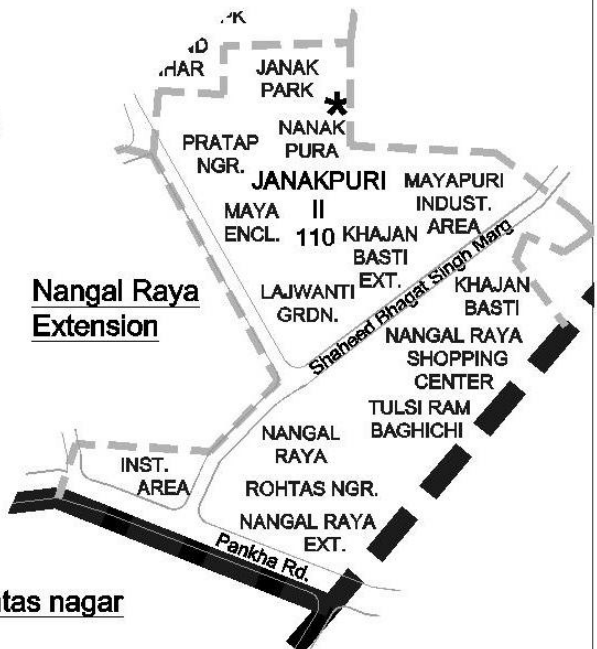 JANAK
PARK
NANAK
PURA
PRATAP
NGR.
JANAKPURI
II
110
MAYAPURI
INDUST.
AREA
MAYA
ENCL.
KHAJAN
BASTI
EXT.
LAJWANTI
GRDN.
Shaheed Bhagat Singh Marg
KHAJAN
BASTI
Nangal Raya
Extension
NANGAL RAYA
SHOPPING
CENTER
TULSI RAM
BAGHICHI
NANGAL
RAYA
INST.
AREA
ROHTAS NGR.
NANGAL RAYA
EXT.
Pankha Rd.
nagar